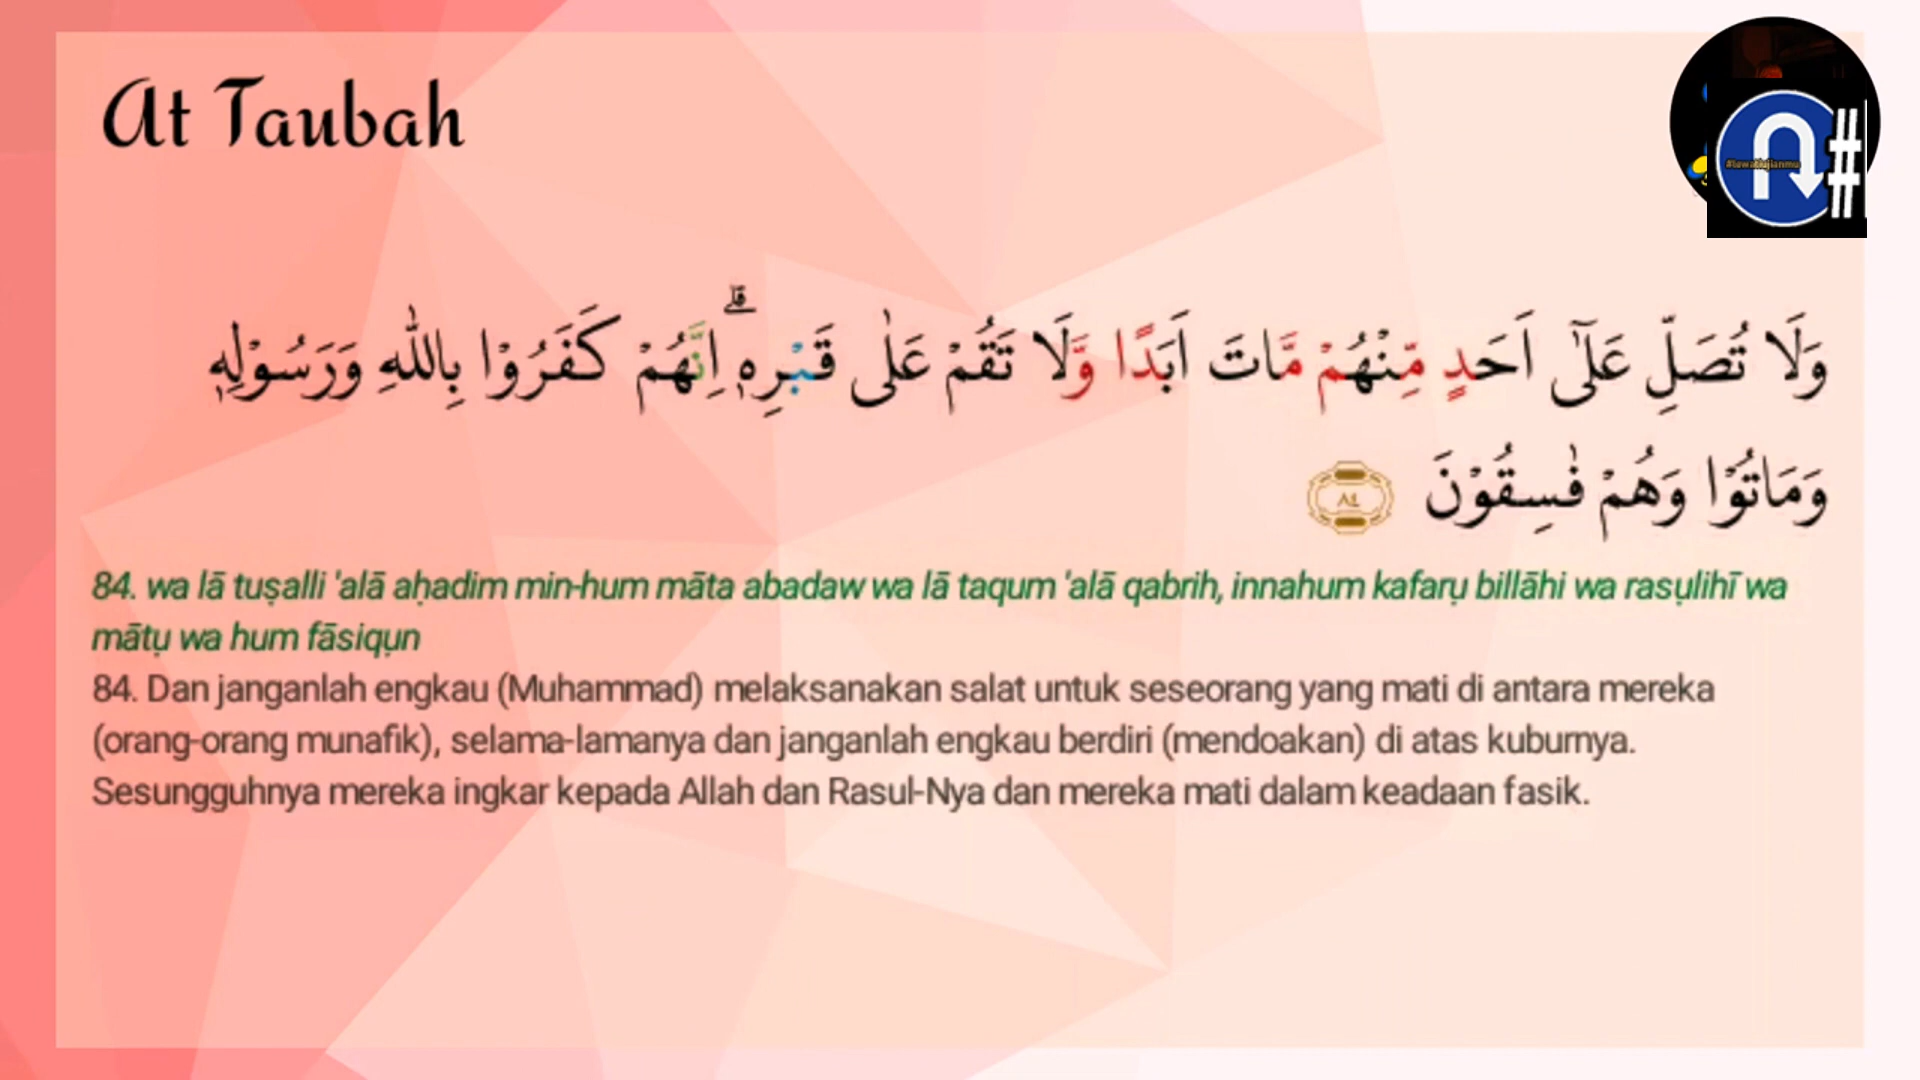 At Taubah
#lewatiujianmu
#
وَلَا تُصَلِّ عَلٰٓى اَحَدٍ مِّنْهُمْ مَّاتَ اَبَدًا وَّلَا تَقُمْ عَلٰى قَبْرِهٖۗ اِنَّهُمْ كَفَرُوْا بِاللّٰهِ وَرَسُوْلِهٖ
وَمَاتُوْا وَهُمْ فٰسِقُوْنَ ٨٤
84. wa lā tuṣalli 'alā aḥadim min-hum māta abadaw wa lā taqum 'alā qabrih, innahum kafarụ billāhi wa rasụlihī wa
mātụ wa hum fāsiqụn
84. Dan janganlah engkau (Muhammad) melaksanakan salat untuk seseorang yang mati di antara mereka
(orang-orang munafik), selama-lamanya dan janganlah engkau berdiri (mendoakan) di atas kuburnya.
Sesungguhnya mereka ingkar kepada Allah dan Rasul-Nya dan mereka mati dalam keadaan fasik.